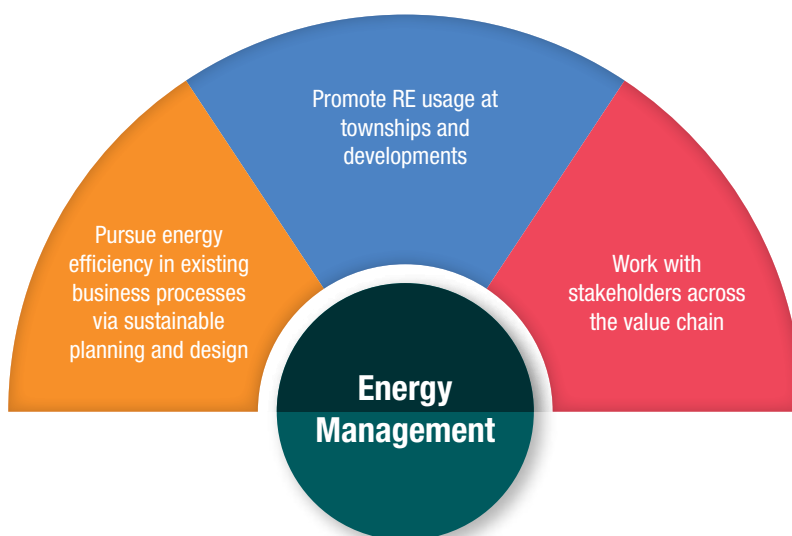 Promote RE usage at
townships and
developments
Pursue energy
efficiency in existing
business processes
via sustainable
planning and design
Work with
stakeholders across
the value chain
Energy
Management